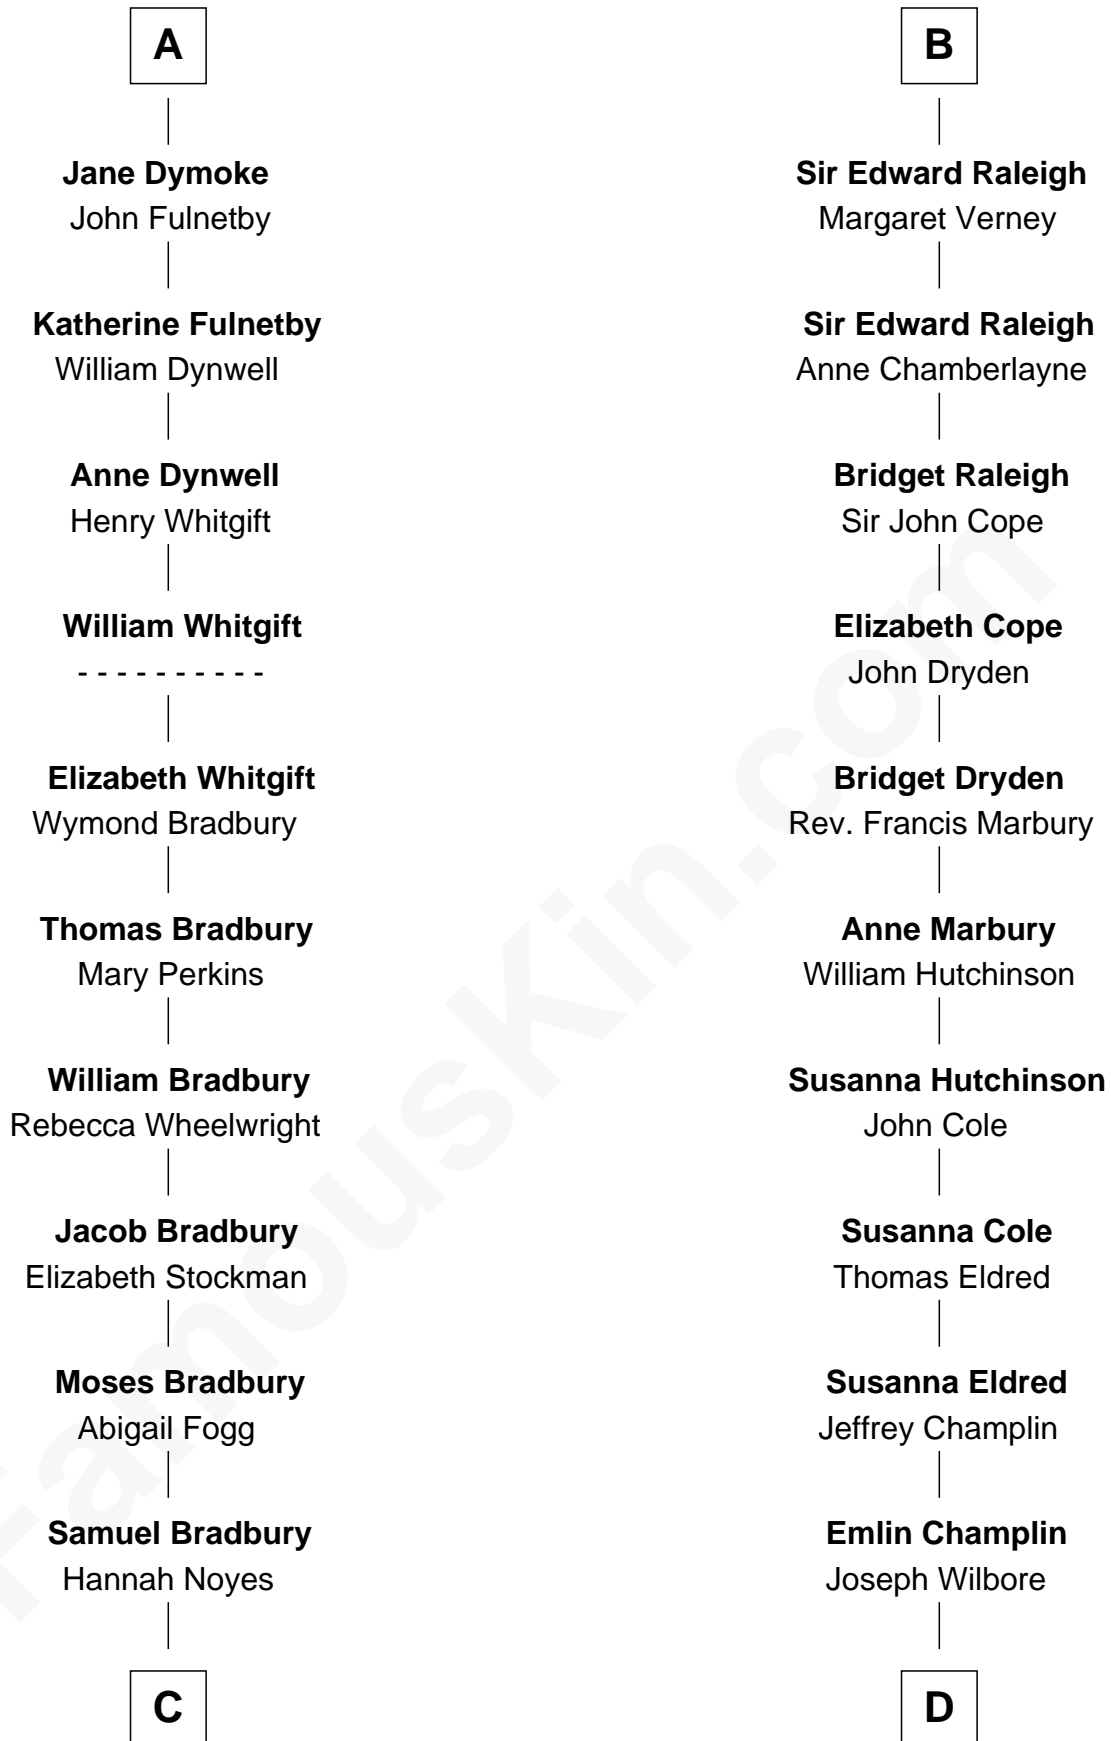 A
Jane Dymoke
John Fulnetby
Katherine Fulnetby
William Dynwell
Anne Dynwell
Henry Whitgift
William Whitgift
- - - - - - - - - -
Elizabeth Whitgift
Wymond Bradbury
Thomas Bradbury
Mary Perkins
William Bradbury
Rebecca Wheelwright
Jacob Bradbury
Elizabeth Stockman
Moses Bradbury
Abigail Fogg
Samuel Bradbury
Hannah Noyes
C
B
Sir Edward Raleigh
Margaret Verney
Sir Edward Raleigh
Anne Chamberlayne
Bridget Raleigh
Sir John Cope
Elizabeth Cope
John Dryden
Bridget Dryden
Rev. Francis Marbury
Anne Marbury
William Hutchinson
Susanna Hutchinson
John Cole
Susanna Cole
Thomas Eldred
Susanna Eldred
Jeffrey Champlin
Emlin Champlin
Joseph Wilbore
D
FamousKin.com